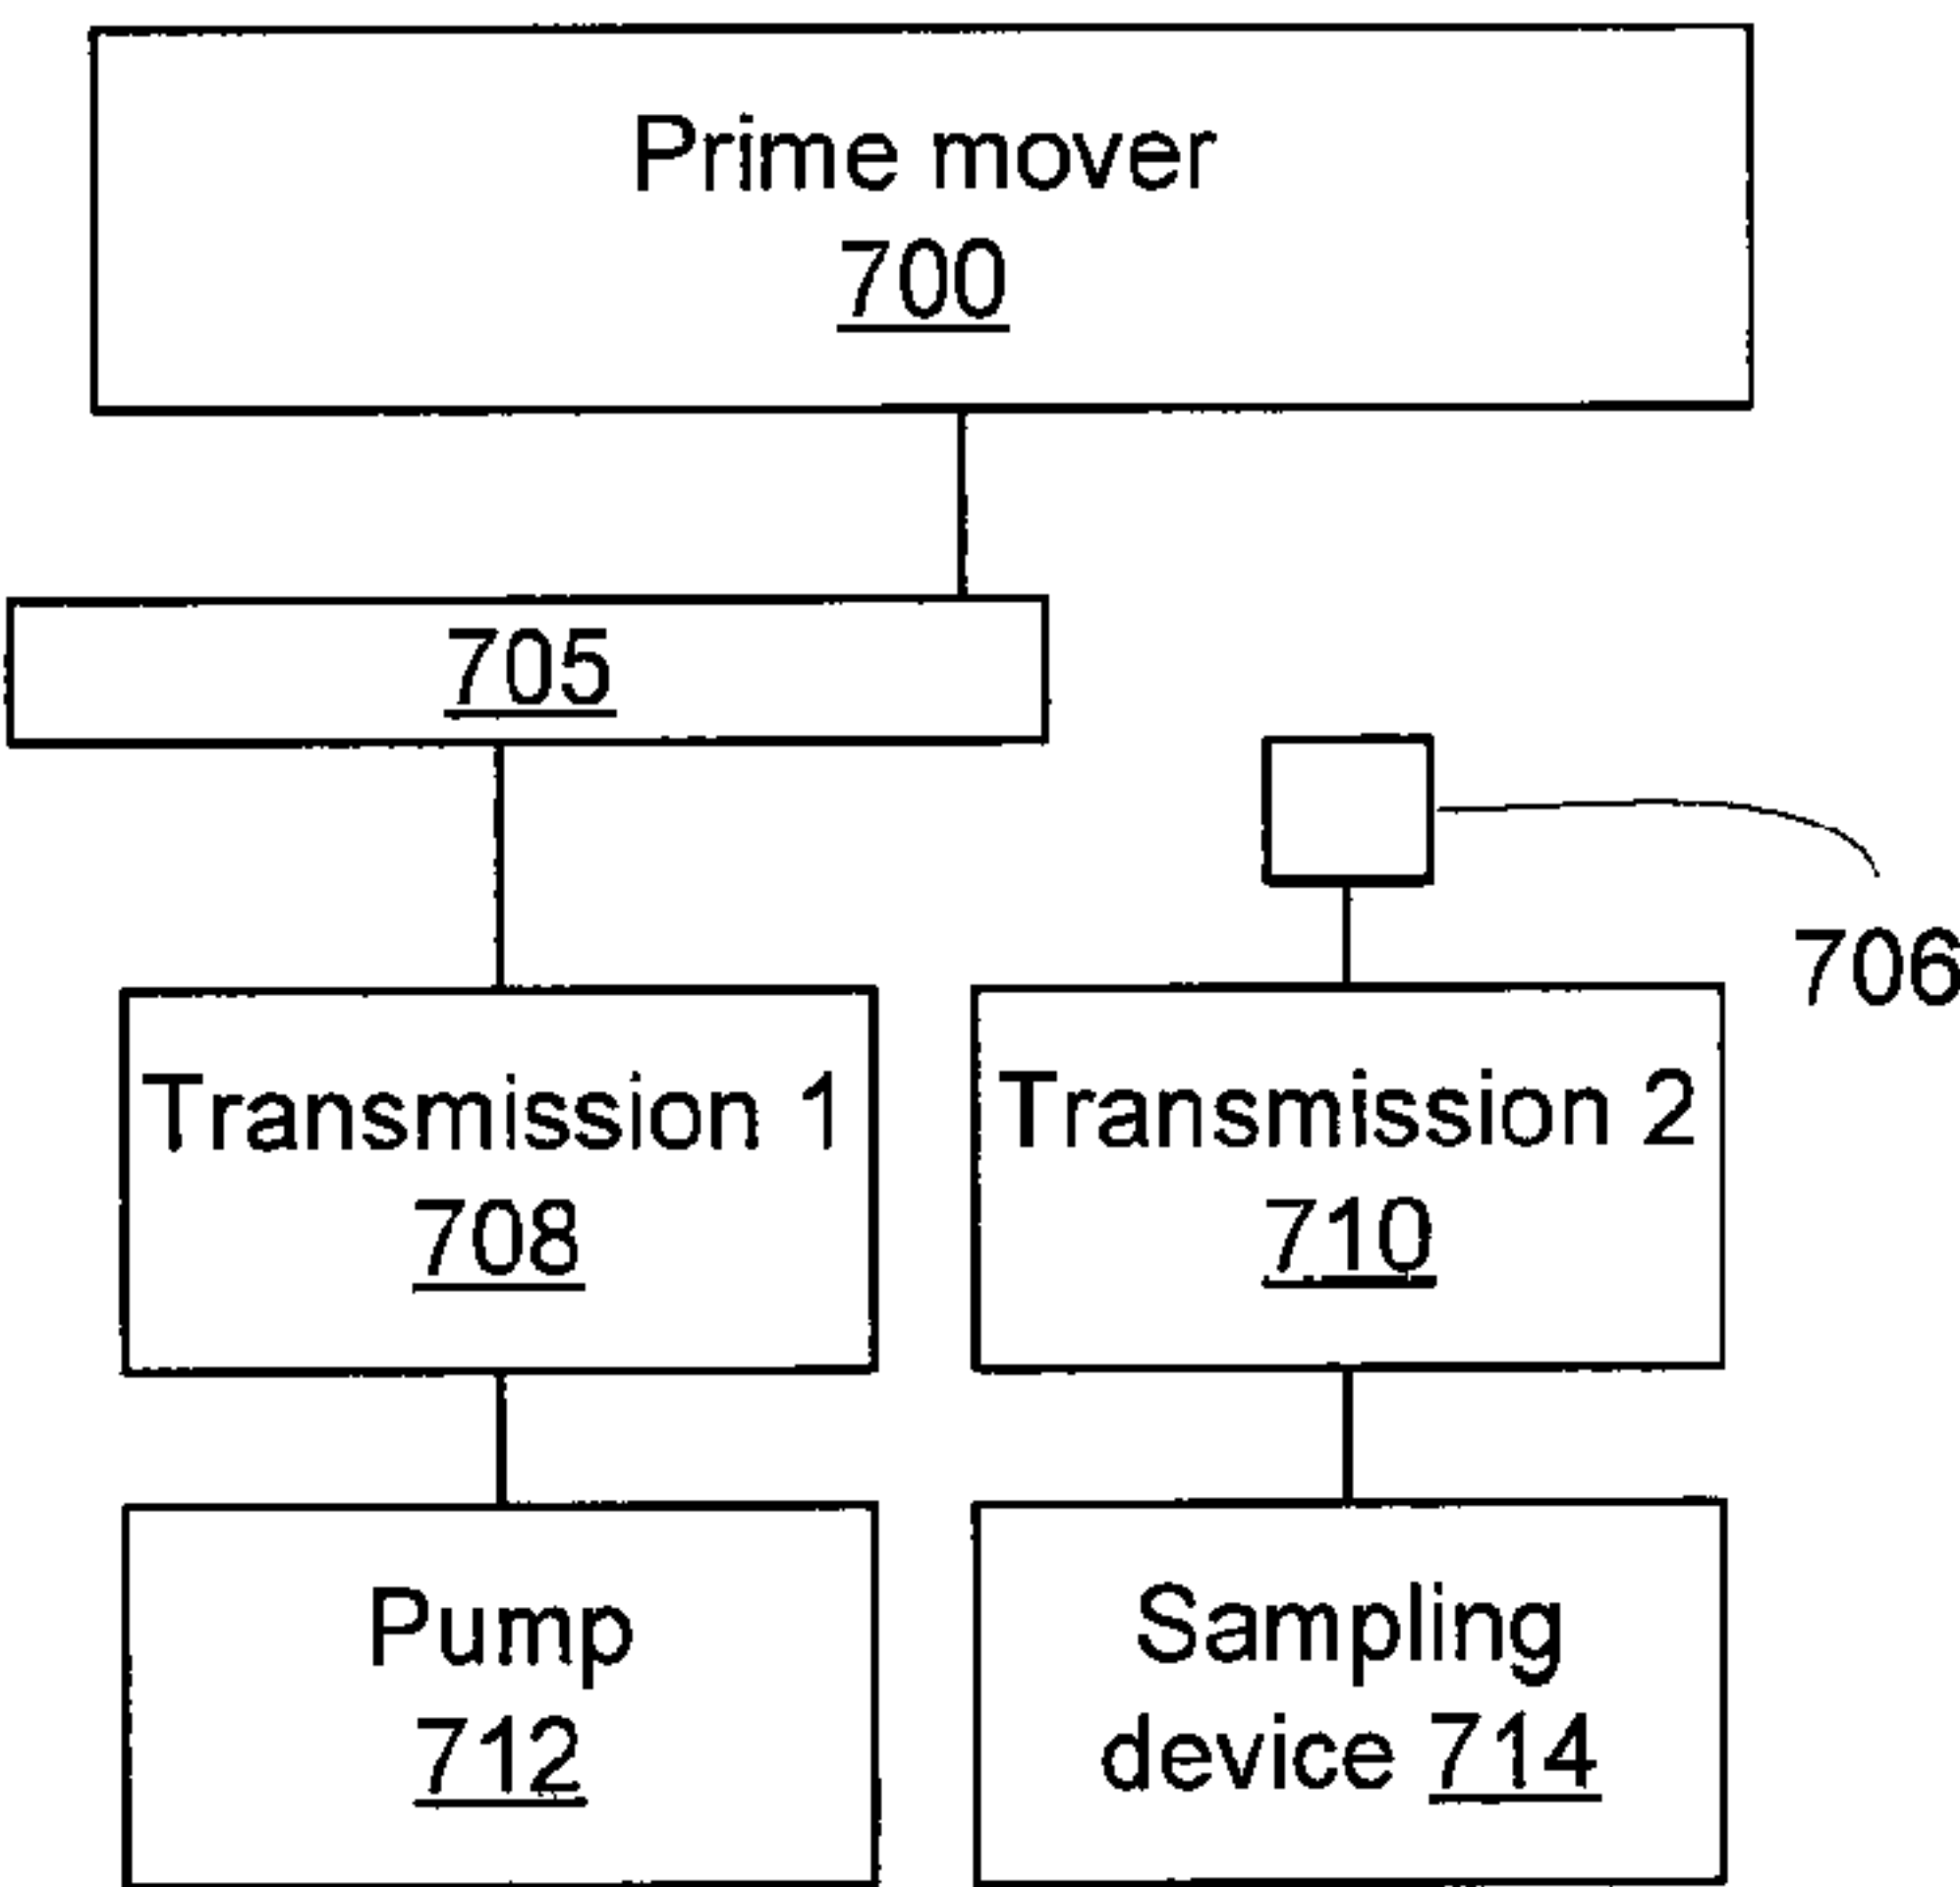 Prime mover
700
705
706
Transmission 1
708
Transmission 2
710
Pump
712
Sampling
device 714